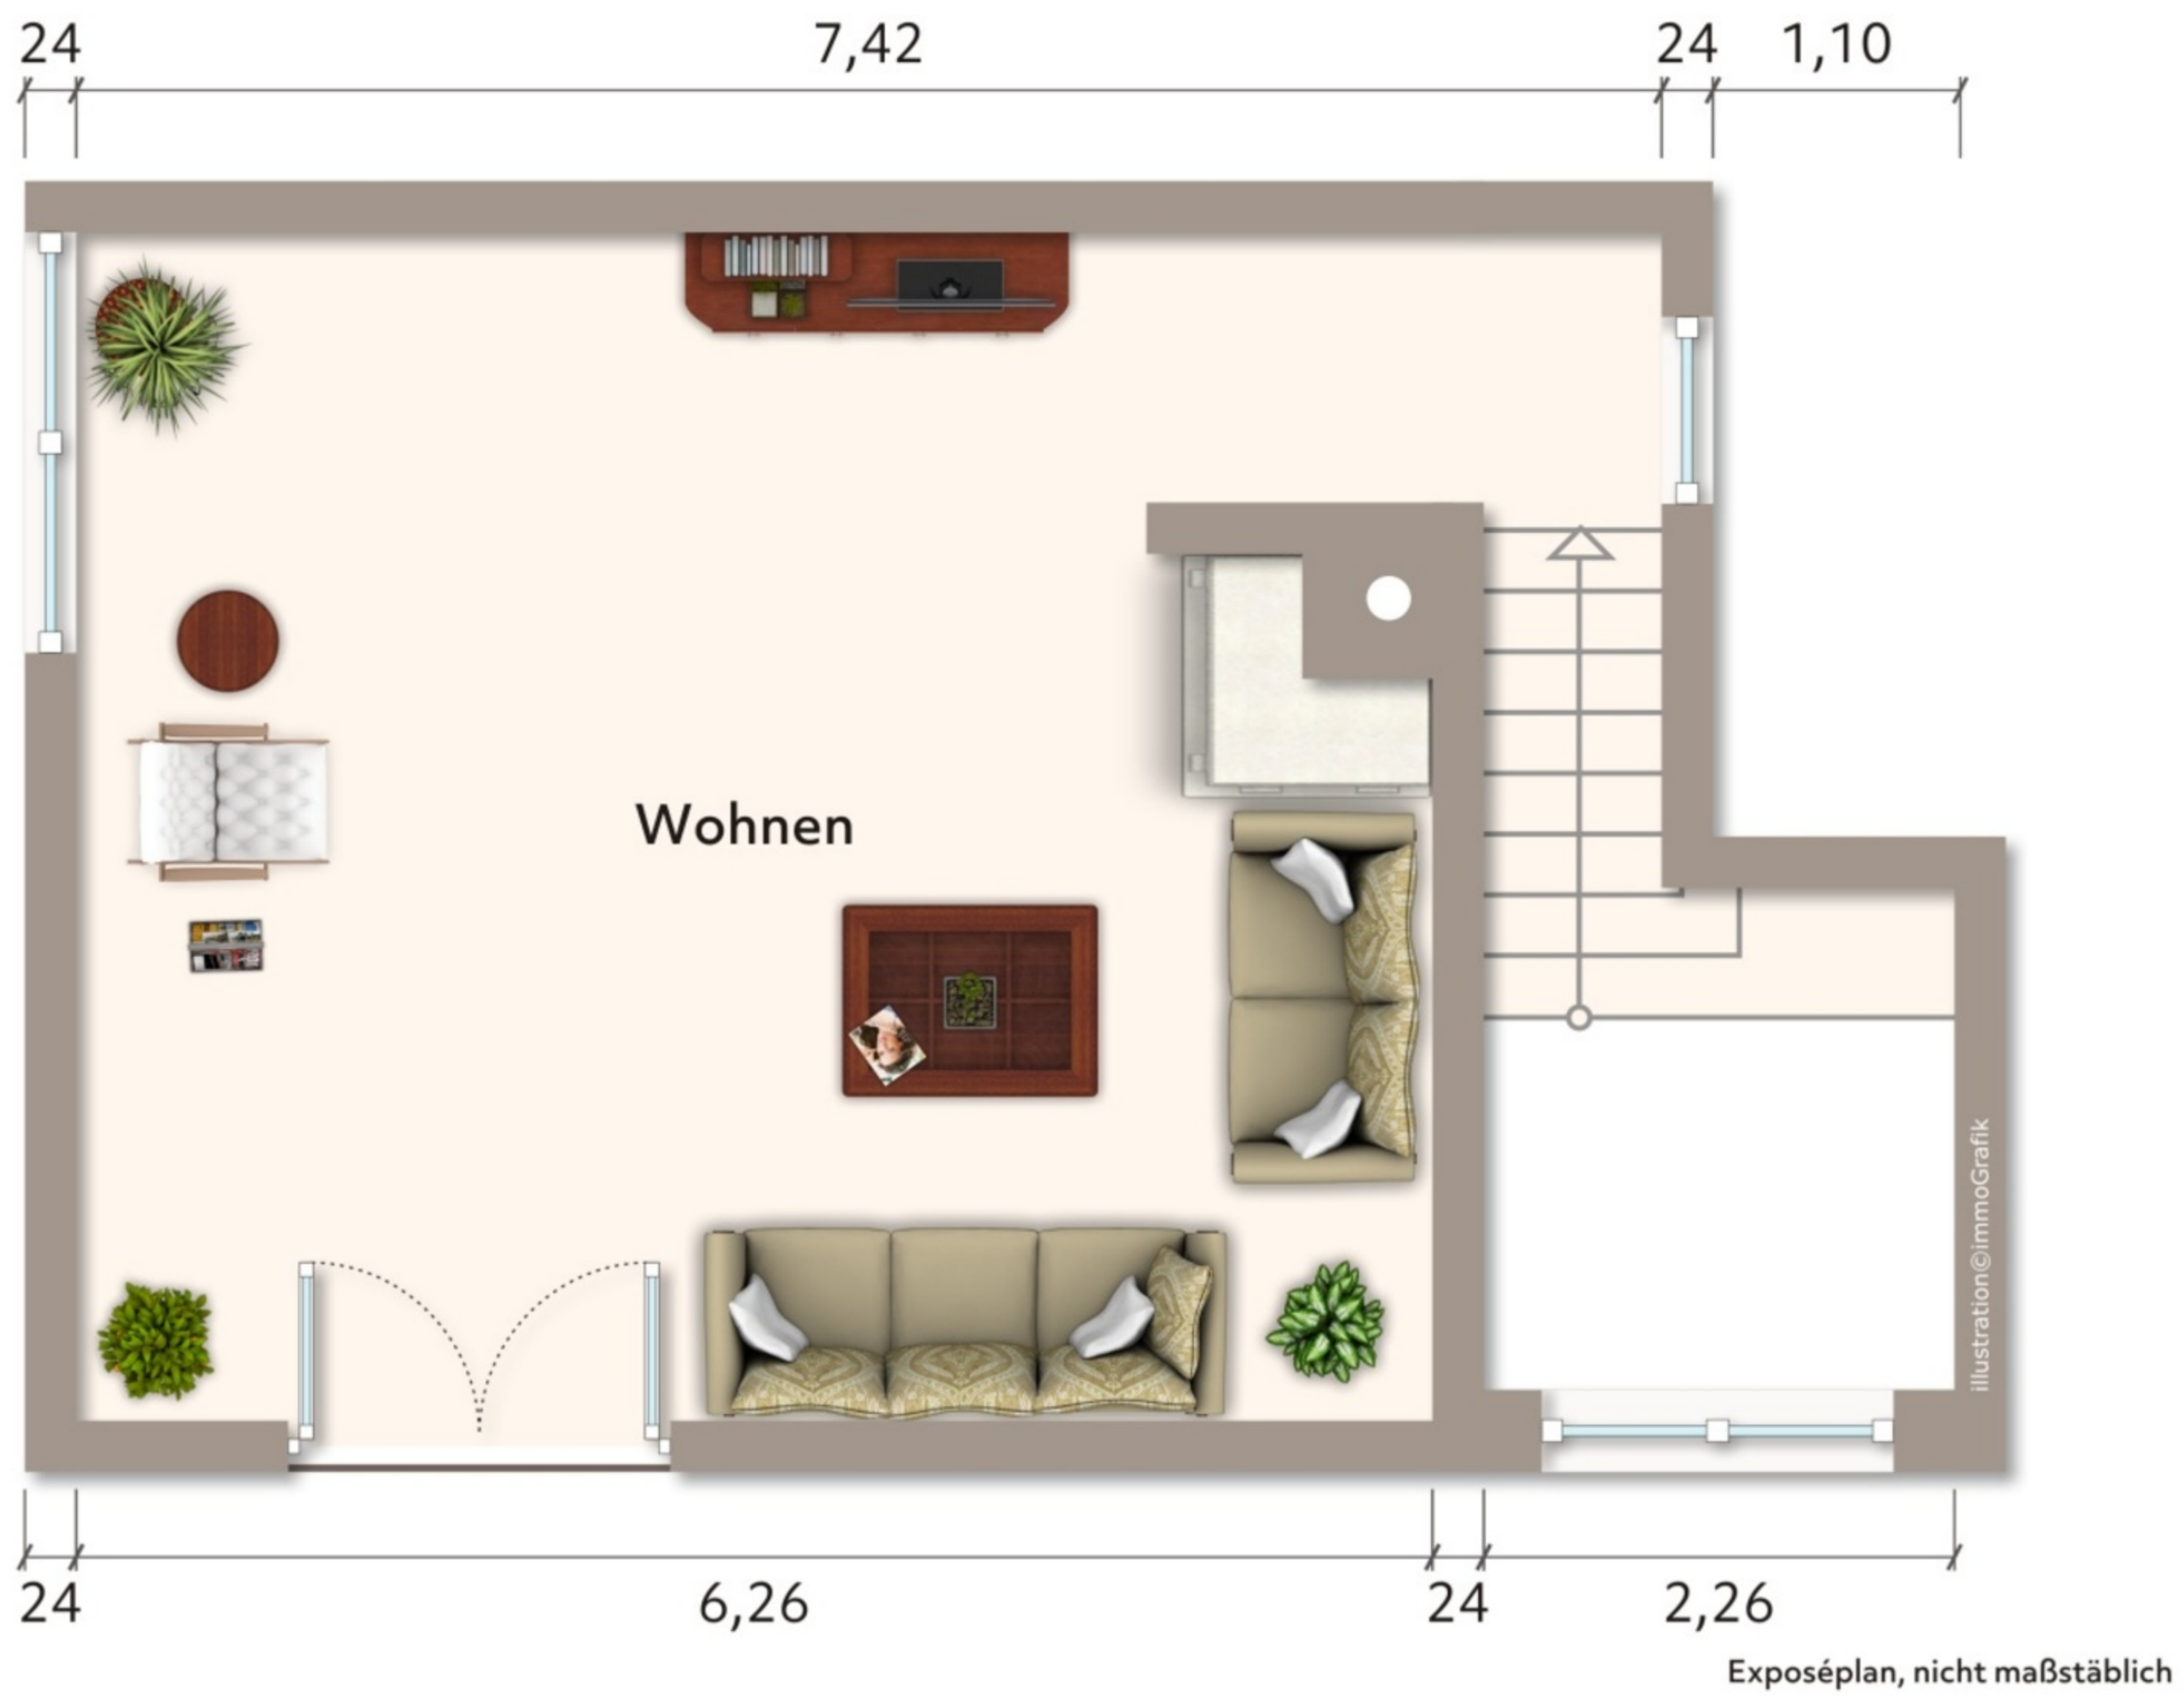 24 7,42 24 1,10
Wohnen
illustration©immoGrafik
24 6,26 24 2,26
Exposéplan, nicht maßstäblich